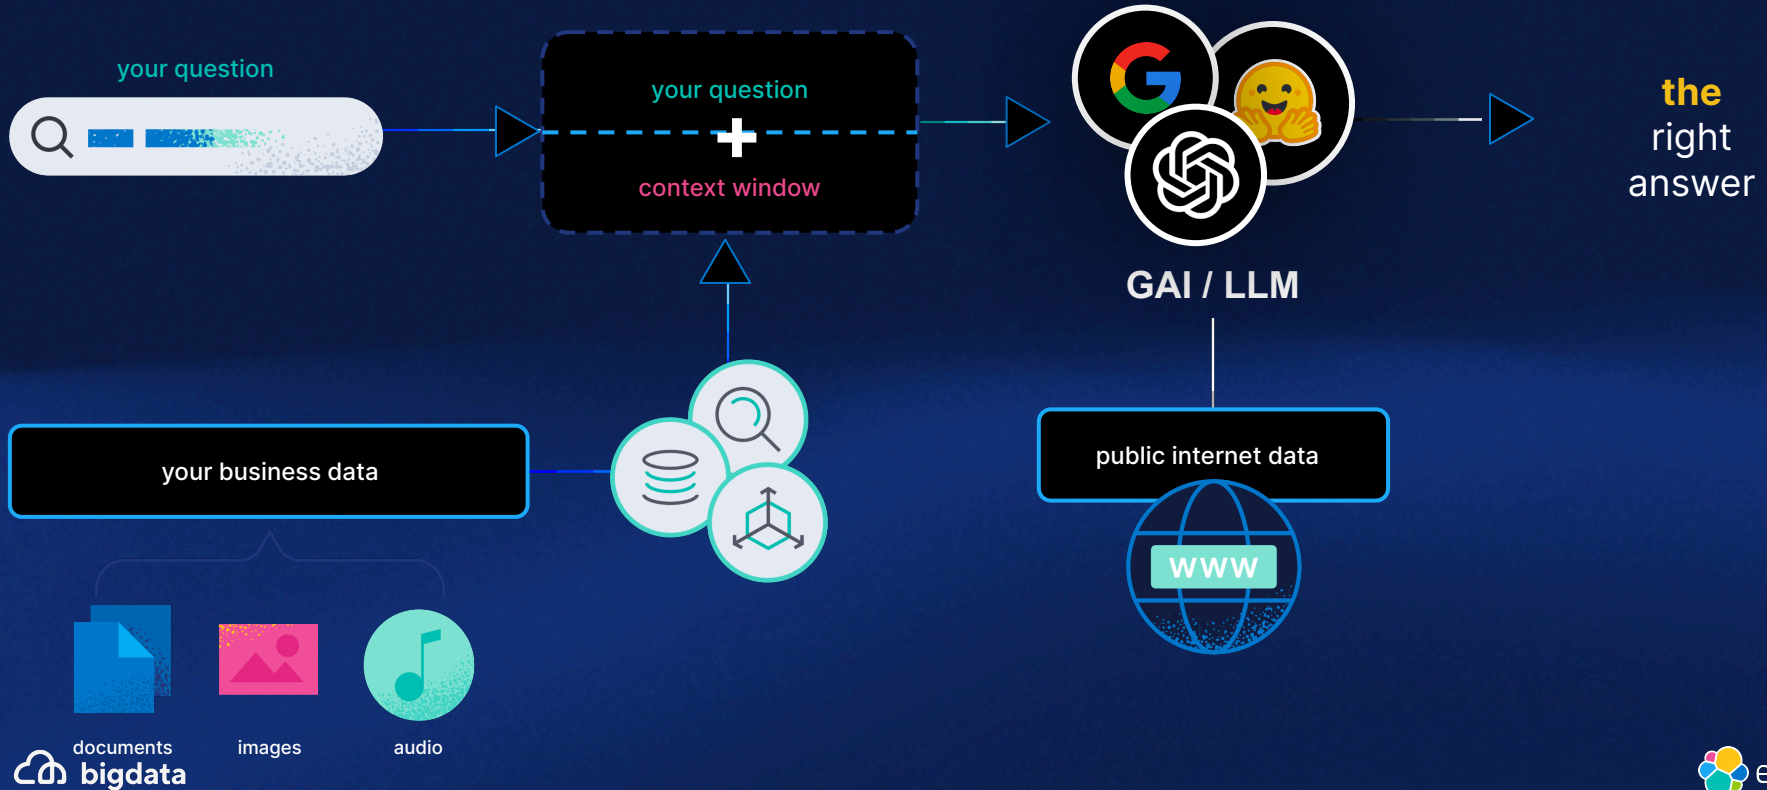 your question
your question
context window
the
right
answer
GAI / LLM
your business data
public internet data
www
documents
images
audio
bigdata
e